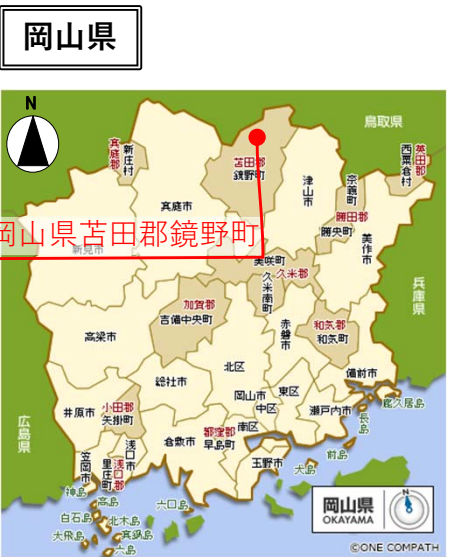 岡山県
N
鳥取県
真庭郡
新庄村
苫田郡
鏡野町
津山市
奈義町
英田郡
西粟倉村
真庭市
勝田郡
勝央町
美作市
岡山県苫田郡鏡野町
新見市
美咲町
久米郡
久米南町
兵庫県
加賀郡
吉備中央町
赤磐市
和気郡
和気町
高梁市
北区
備前市
総社市
岡山市
東区
中区
瀬戸内市
鹿久居島
長島
井原市
小田郡
矢掛町
広島県
倉敷市
都窪郡
早島町
南区
浅口市
笠岡市
里庄町
浅口郡
玉野市
前島
犬島
神島
高島
六口島
白石島
北木島
大飛島
真鍋島
六島
岡山県
OKAYAMA
N
©ONE COMPATH